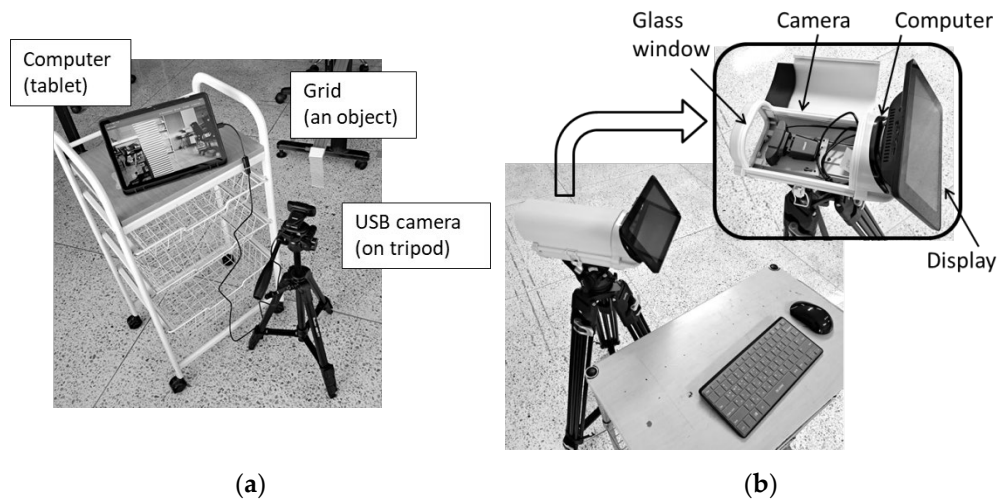 Computer
(tablet)
Grid
(an object)
USB camera
(on tripod)
(a)
Glass
window
Camera
Computer
Display
(b)